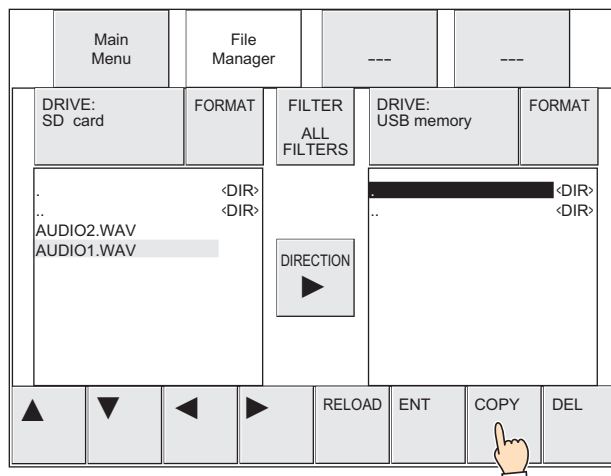 Main
Menu
File
Manager
---
---
DRIVE:
SD card
FORMAT
FILTER
ALL
FILTERS
DRIVE:
USB memory
FORMAT
. <DIR>
.. <DIR>
AUDIO2.WAV
AUDIO1.WAV
DIRECTION
. <DIR>
.. <DIR>
RELOAD
ENT
COPY
DEL